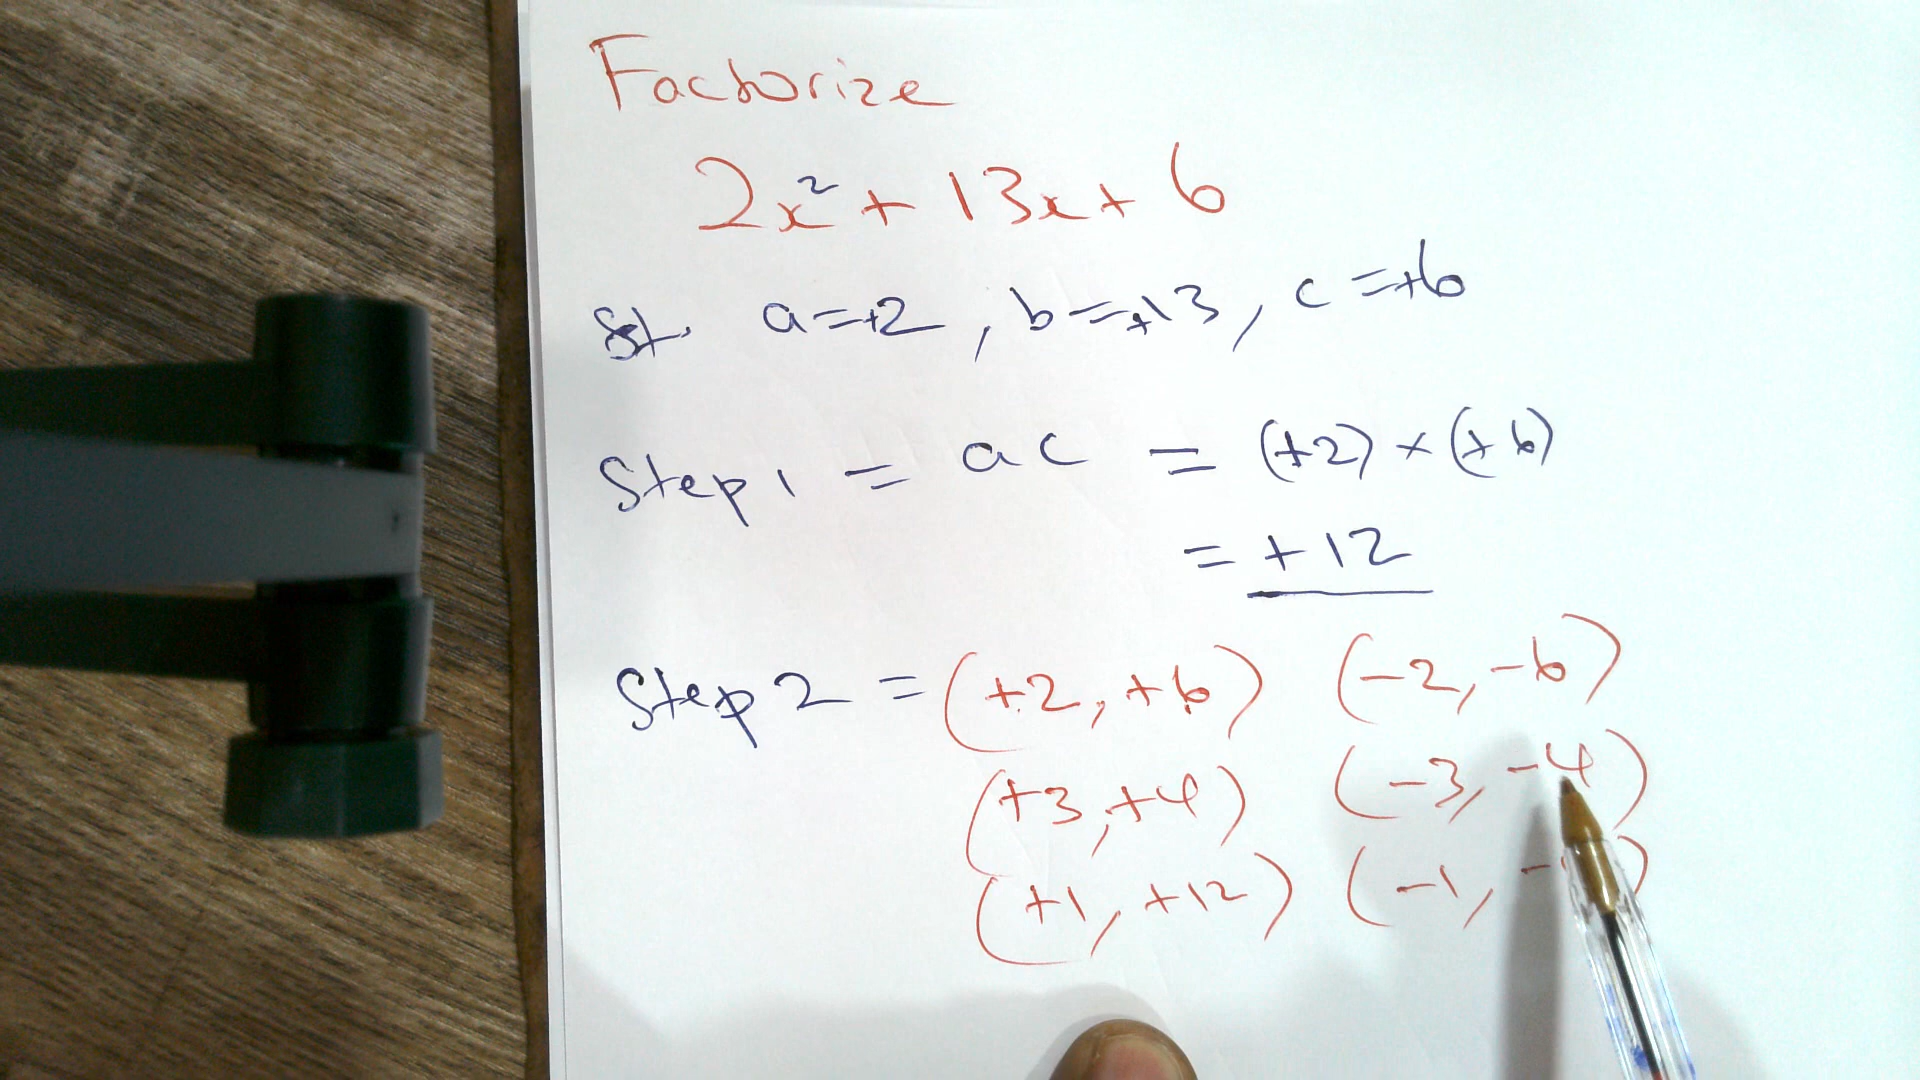 Factorize
2x² + 13x + 6
St. a=+2, b=+13, c=+6
Step 1 = ac = (+2) × (+6)
= +12
Step 2 = (+2, +6) (-2, -6)
(+3, +4) (-3, -4)
(+1, +12) (-1, -